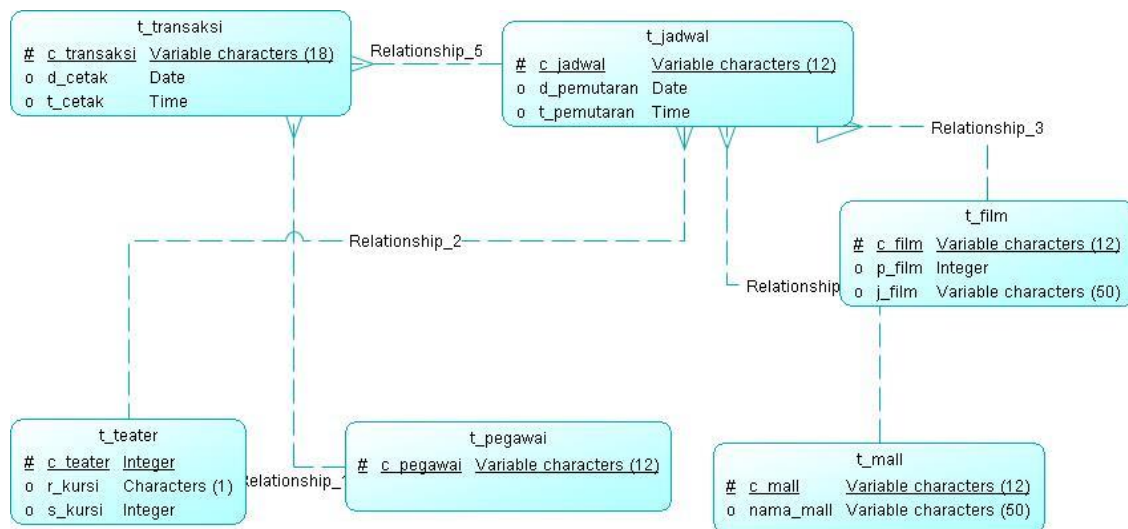 t_transaksi
# c_transaksi Variable characters (18)
o d_cetak Date
o t_cetak Time
Relationship_5
t_jadwal
# c_jadwal Variable characters (12)
o d_pemutaran Date
o t_pemutaran Time
Relationship_3
t_film
# c_film Variable characters (12)
o p_film Integer
o j_film Variable characters (50)
Relationship_2
Relationship
t_teater
# c_teater Integer
o r_kursi Characters (1)
o s_kursi Integer
t_pegawai
# c_pegawai Variable characters (12)
t_mall
# c_mall Variable characters (12)
o nama_mall Variable characters (50)